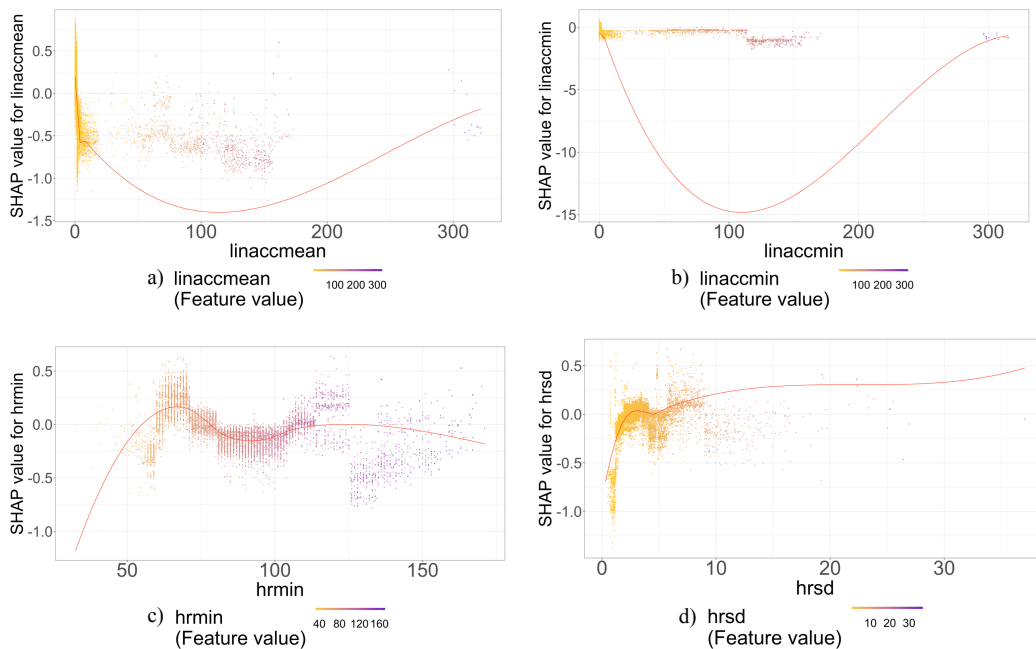 SHAP value for linaccmean
0.5
0.0
-0.5
-1.0
-1.5
0 100 200 300
linaccmean
a) linaccmean
(Feature value)
100 200 300
SHAP value for linaccmin
0
-5
-10
-15
0 100 200 300
linaccmin
b) linaccmin
(Feature value)
100 200 300
SHAP value for hrmin
0.5
0.0
-0.5
-1.0
50 100 150
hrmin
c) hrmin
(Feature value)
40 80 120 160
SHAP value for hrsd
0.5
0.0
-0.5
-1.0
0 10 20 30
hrsd
d) hrsd
(Feature value)
10 20 30